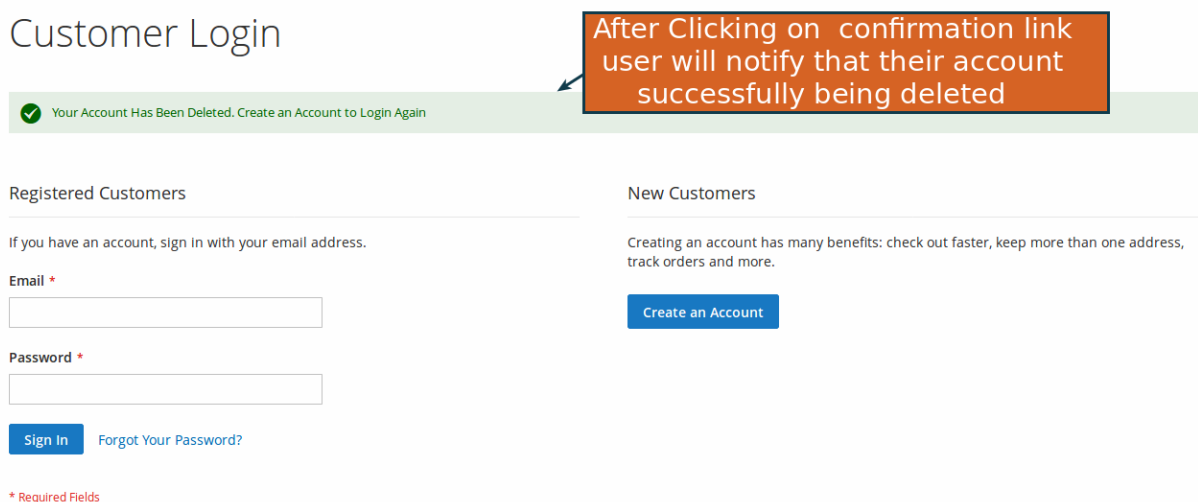 Customer Login
After Clicking on  confirmation link
user will notify that their account
successfully being deleted
Your Account Has Been Deleted. Create an Account to Login Again
Registered Customers
If you have an account, sign in with your email address.
Email *
Password *
Sign In
Forgot Your Password?
* Required Fields
New Customers
Creating an account has many benefits: check out faster, keep more than one address,
track orders and more.
Create an Account